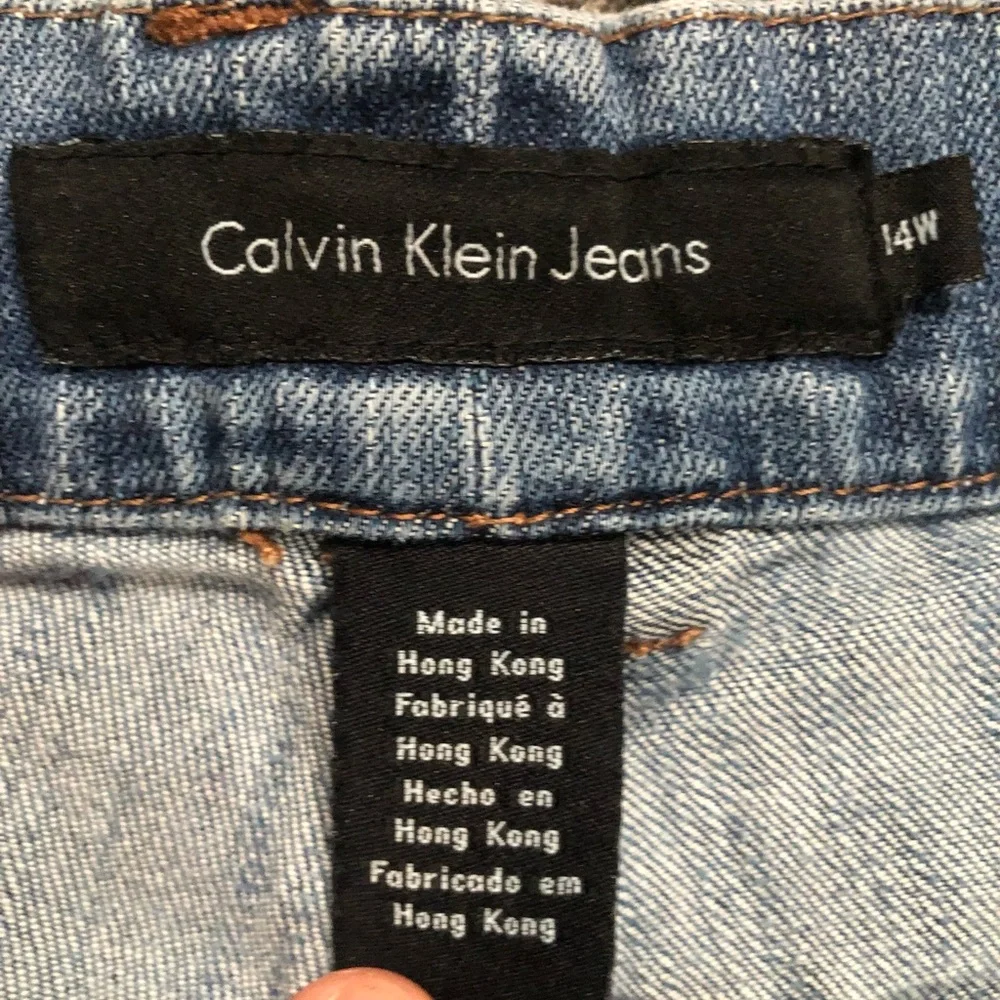 Calvin Klein Jeans
14W
Made in
Hong Kong
Fabriqué à
Hong Kong
Hecho en
Hong Kong
Fabricado em
Hong Kong